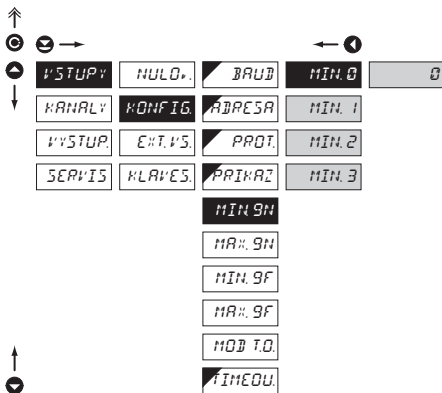 VSTUPY NULOV. BAUD MIN. 0 0
KANALY KONFIG. ADRESA MIN. 1
VYSTUP. EXT. VS. PROT. MIN. 2
SERVIS KLAVES. PRIKAZ MIN. 3
MIN. 9N
MAX. 9N
MIN. 9F
MAX. 9F
MOD T.O.
TIMEOU.